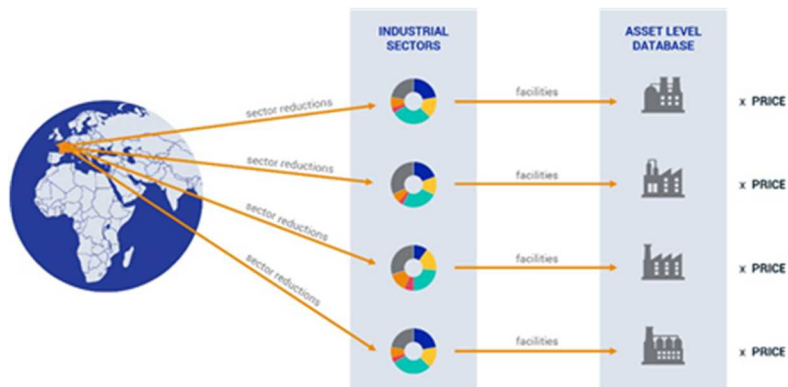 INDUSTRIAL
SECTORS
ASSET LEVEL
DATABASE
sector reductions
facilities
x PRICE
sector reductions
facilities
x PRICE
sector reductions
facilities
x PRICE
sector reductions
facilities
x PRICE